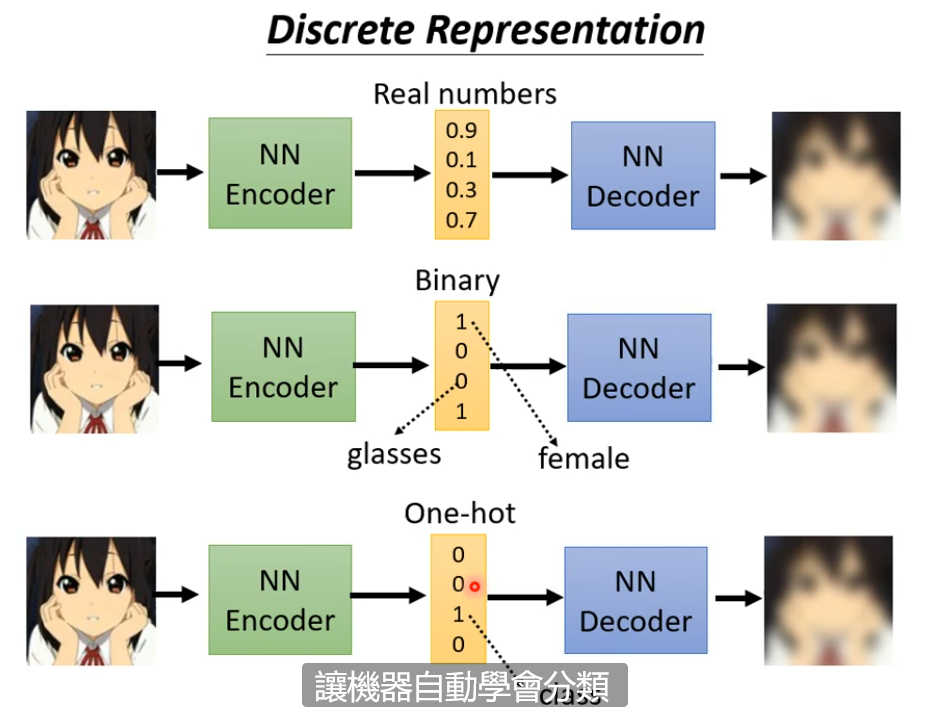 Discrete Representation
Real numbers
NN
Encoder
0.9
0.1
0.3
0.7
NN
Decoder
Binary
NN
Encoder
1
0
0
1
NN
Decoder
glasses
female
One-hot
NN
Encoder
0
0
1
0
NN
Decoder
class
讓機器自動學會分類